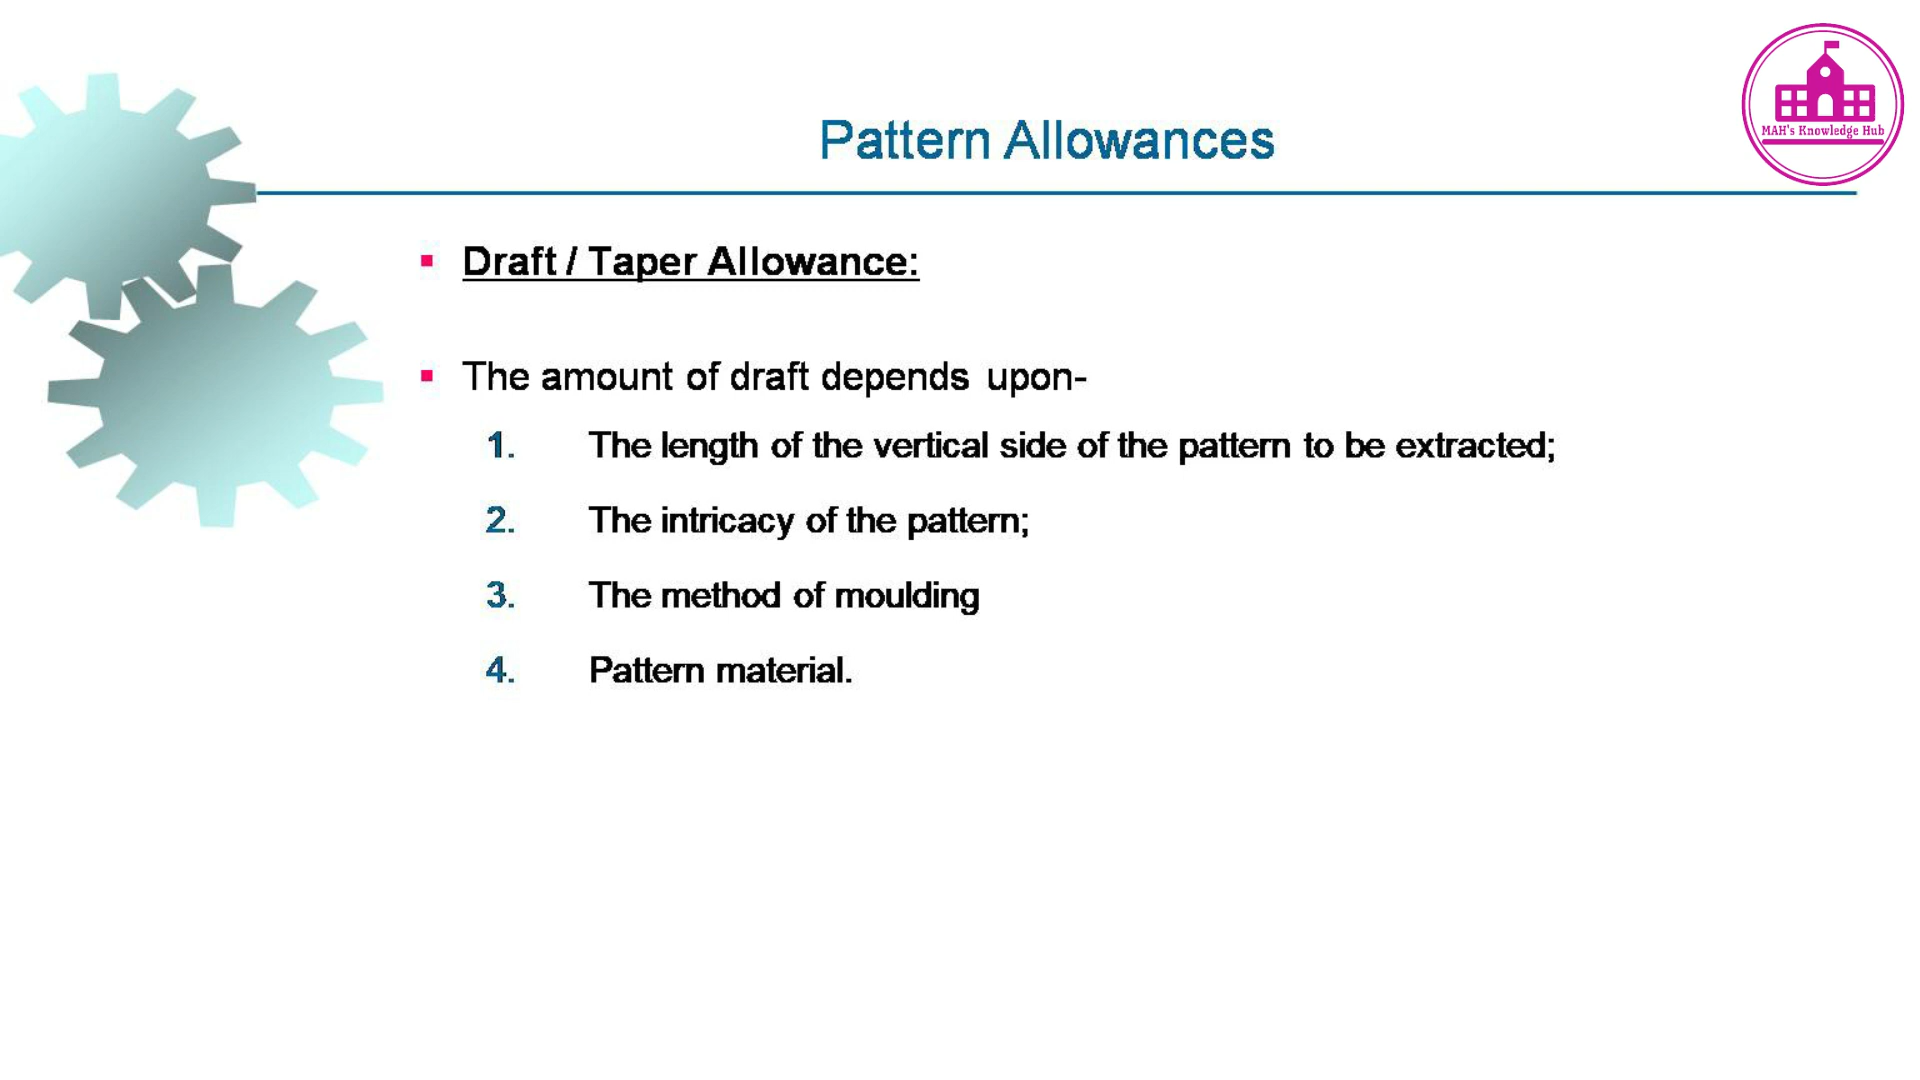 MAH's Knowledge Hub
Pattern Allowances
Draft / Taper Allowance:
The amount of draft depends upon-
1. The length of the vertical side of the pattern to be extracted;
2. The intricacy of the pattern;
3. The method of moulding
4. Pattern material.